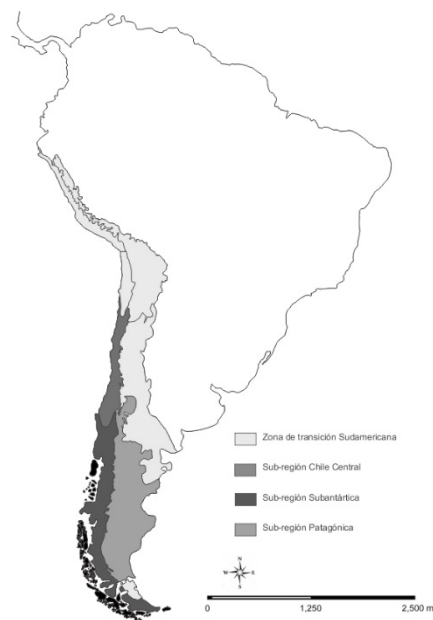 Zona de transición Sudamericana
Sub-región Chile Central
Sub-región Subantártica
Sub-región Patagónica
N
W E
S
0 1,250 2,500 m